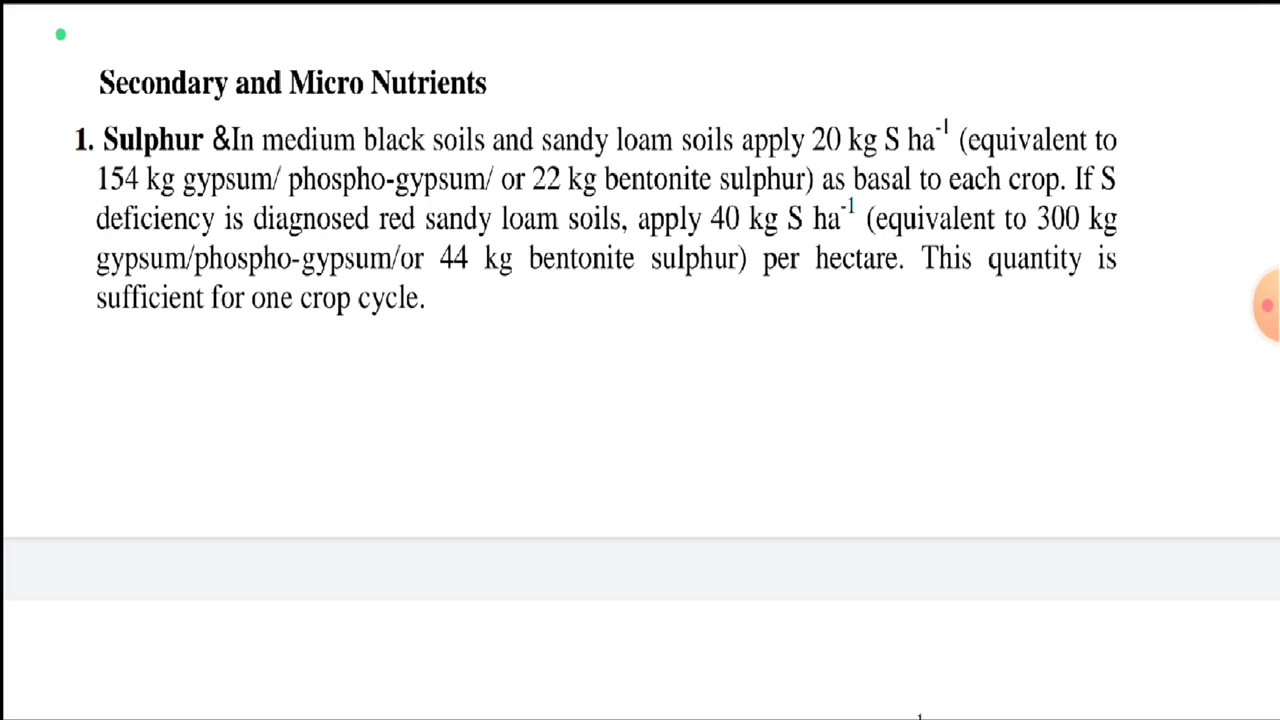 Secondary and Micro Nutrients
1. Sulphur &In medium black soils and sandy loam soils apply 20 kg S ha⁻¹ (equivalent to
154 kg gypsum/ phospho-gypsum/ or 22 kg bentonite sulphur) as basal to each crop. If S
deficiency is diagnosed red sandy loam soils, apply 40 kg S ha⁻¹ (equivalent to 300 kg
gypsum/phospho-gypsum/or 44 kg bentonite sulphur) per hectare. This quantity is
sufficient for one crop cycle.